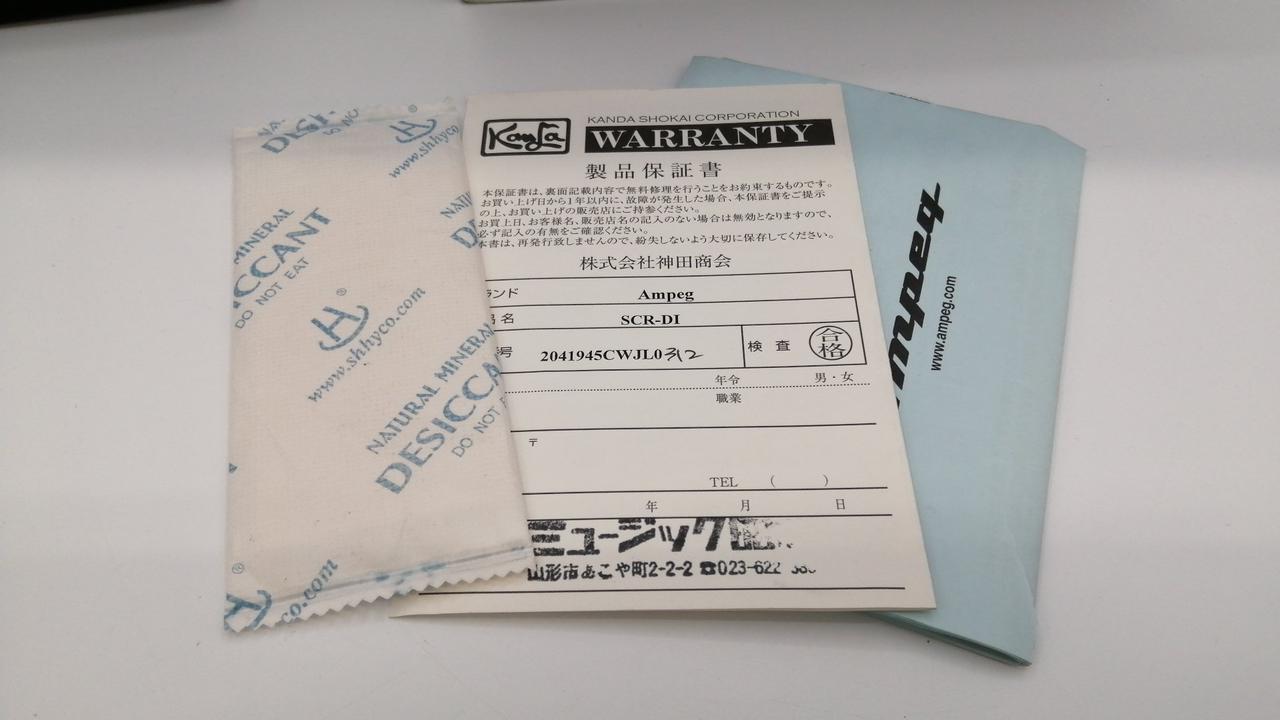 DESI
www.shhyco
®
NATURAL MINERAL
DESICCANT
DO NOT EAT
®
www.shhyco.com
NATURAL MINERAL
DESICCA
DO NOT
®
co.com
Kanda
KANDA SHOKAI CORPORATION
WARRANTY
製品保証書
本保証書は、裏面記載内容で無料修理を行うことをお約束するものです。
お買い上げ日から1年以内に、故障が発生した場合、本保証書をご提示
の上、お買い上げの販売店にご持参ください。
お買上日、お客様名、販売店名の記入のない場合は無効となりますので、
必ず記入の有無をご確認ください。
本書は、再発行致しませんので、紛失しないよう大切に保存してください。
株式会社神田商会
ランド Ampeg
名 SCR-DI
号 2041945CWJL0312 検査 合格
年令 男・女
職業
〒
TEL ( )
年 月 日
ミュージック
山形市あこや町2-2-2 ☎023-622
Ampeg
www.ampeg.com